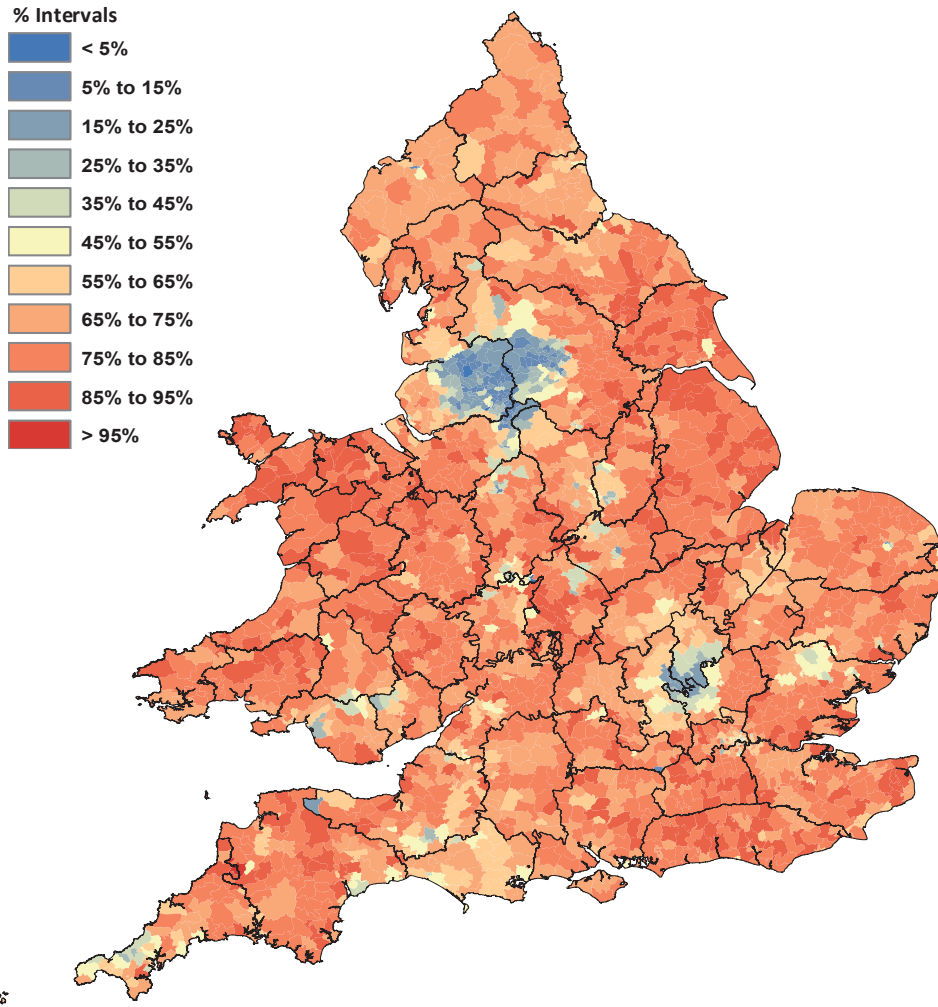 % Intervals
< 5%
5% to 15%
15% to 25%
25% to 35%
35% to 45%
45% to 55%
55% to 65%
65% to 75%
75% to 85%
85% to 95%
> 95%